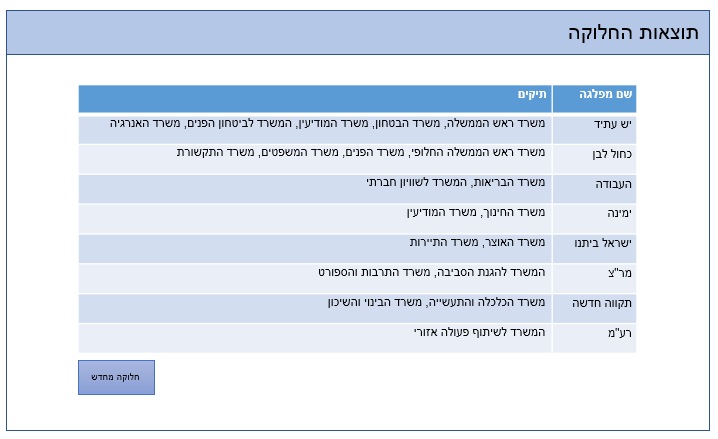 תוצאות החלוקה
שם מפלגה תיקים
יש עתיד משרד ראש הממשלה, משרד הבטחון, משרד המודיעין, המשרד לביטחון הפנים, משרד האנרגיה
כחול לבן משרד ראש הממשלה החלופי, משרד הפנים, משרד המשפטים, משרד התקשורת
העבודה משרד הבריאות, המשרד לשוויון חברתי
ימינה משרד החינוך, משרד המודיעין
ישראל ביתנו משרד האוצר, משרד התיירות
מר"צ המשרד להגנת הסביבה, משרד התרבות והספורט
תקווה חדשה משרד הכלכלה והתעשייה, משרד הבינוי והשיכון
רע"מ המשרד לשיתוף פעולה אזורי
חלוקה מחדש